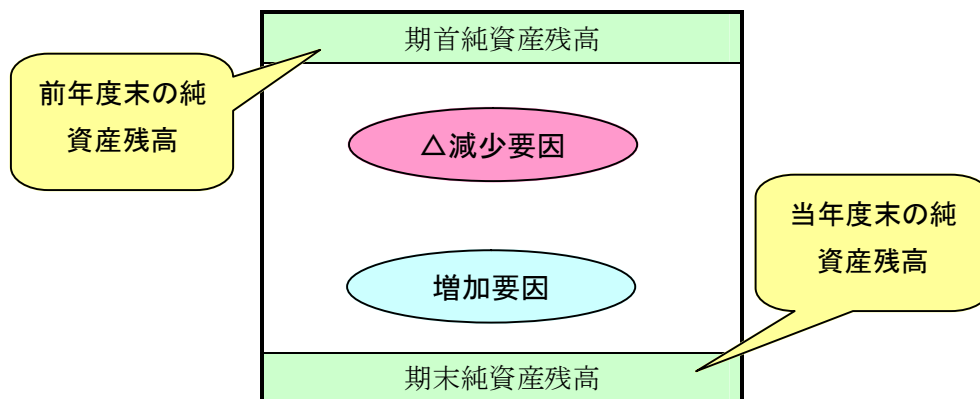 期首純資産残高
前年度末の純
資産残高
△減少要因
当年度末の純
資産残高
増加要因
期末純資産残高